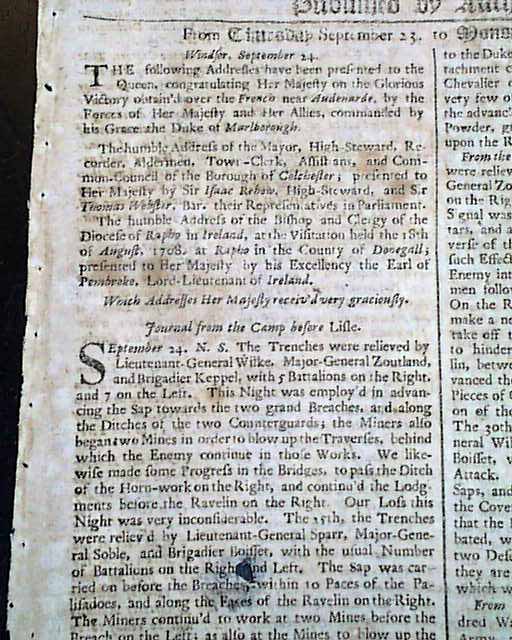 Published by Auth
From Thursday September 23. to Mon
Windsor, September 24.
THE following Addresses have been presented to the
Queen, congratulating Her Majesty on the Glorious
Victory obtain'd over the French near Audenarde, by the
Forces of Her Majesty and Her Allies, commanded by
his Grace the Duke of Marlborough.
The humble Address of the Mayor, High-Steward, Re-
corder, Aldermen, Town-Clerk, Assistans, and Com-
mon-Council of the Borough of Colchester; presented to
Her Majesty by Sir Isaac Rebow, High-Steward, and Sir
Thomas Webster, Bar. their Representatives in Parliament.
The humble Address of the Bishop and Clergy of the
Diocese of Rapho in Ireland, at the Visitation held the 18th
of August, 1708. at Rapho in the County of Donegall;
presented to Her Majesty by his Excellency the Earl of
Pembroke, Lord-Lieutenant of Ireland.
Which Addresses Her Majesty receiv'd very graciously.
Journal from the Camp before Lisle.
SEptember 24. N. S. The Trenches were relieved by
Lieutenant-General Wilke, Major-General Zoutland,
and Brigadier Keppel, with 5 Battalions on the Right,
and 7 on the Left. This Night was employ'd in advan-
cing the Sap towards the two grand Breaches, and along
the Ditches of the two Counterguards; the Miners also
began two Mines in order to blow up the Traverses, behind
which the Enemy continue in those Works. We like-
wise made some Progress in the Bridges, to pass the Ditch
of the Horn-work on the Right, and continu'd the Lodg-
ments before the Ravelin on the Right. Our Loss this
Night was very inconsiderable. The 25th, the Trenches
were reliev'd by Lieutenant-General Sparr, Major-Gene-
ral Soble, and Brigadier Boisset, with the usual Number
of Battalions on the Right and Left. The Sap was car-
ried on before the Breaches, within 10 Paces of the Pa-
lisadoes, and along the Faces of the Ravelin on the Right.
The Miners continu'd to work at two Mines before the
Breach on the Left; as also at the Mines to blow up the
to the Duke
tachment o
Chevalier
very few o
the advanc
Powder,
upon the R
From the
were reliev
General Zo
on the Rig
Signal was
tars, and a
verse of th
such Effect
Enemy int
men follow
On the R
make a ne
take off t
to hinder
lin, betwe
vanced the
Pieces of C
on of the
The 30th
neral Wil
Boisset, w
Attack.
Saps, and
the Cover
that the
bated, w
two Defe
they are
which w
From
dred Wa
Army